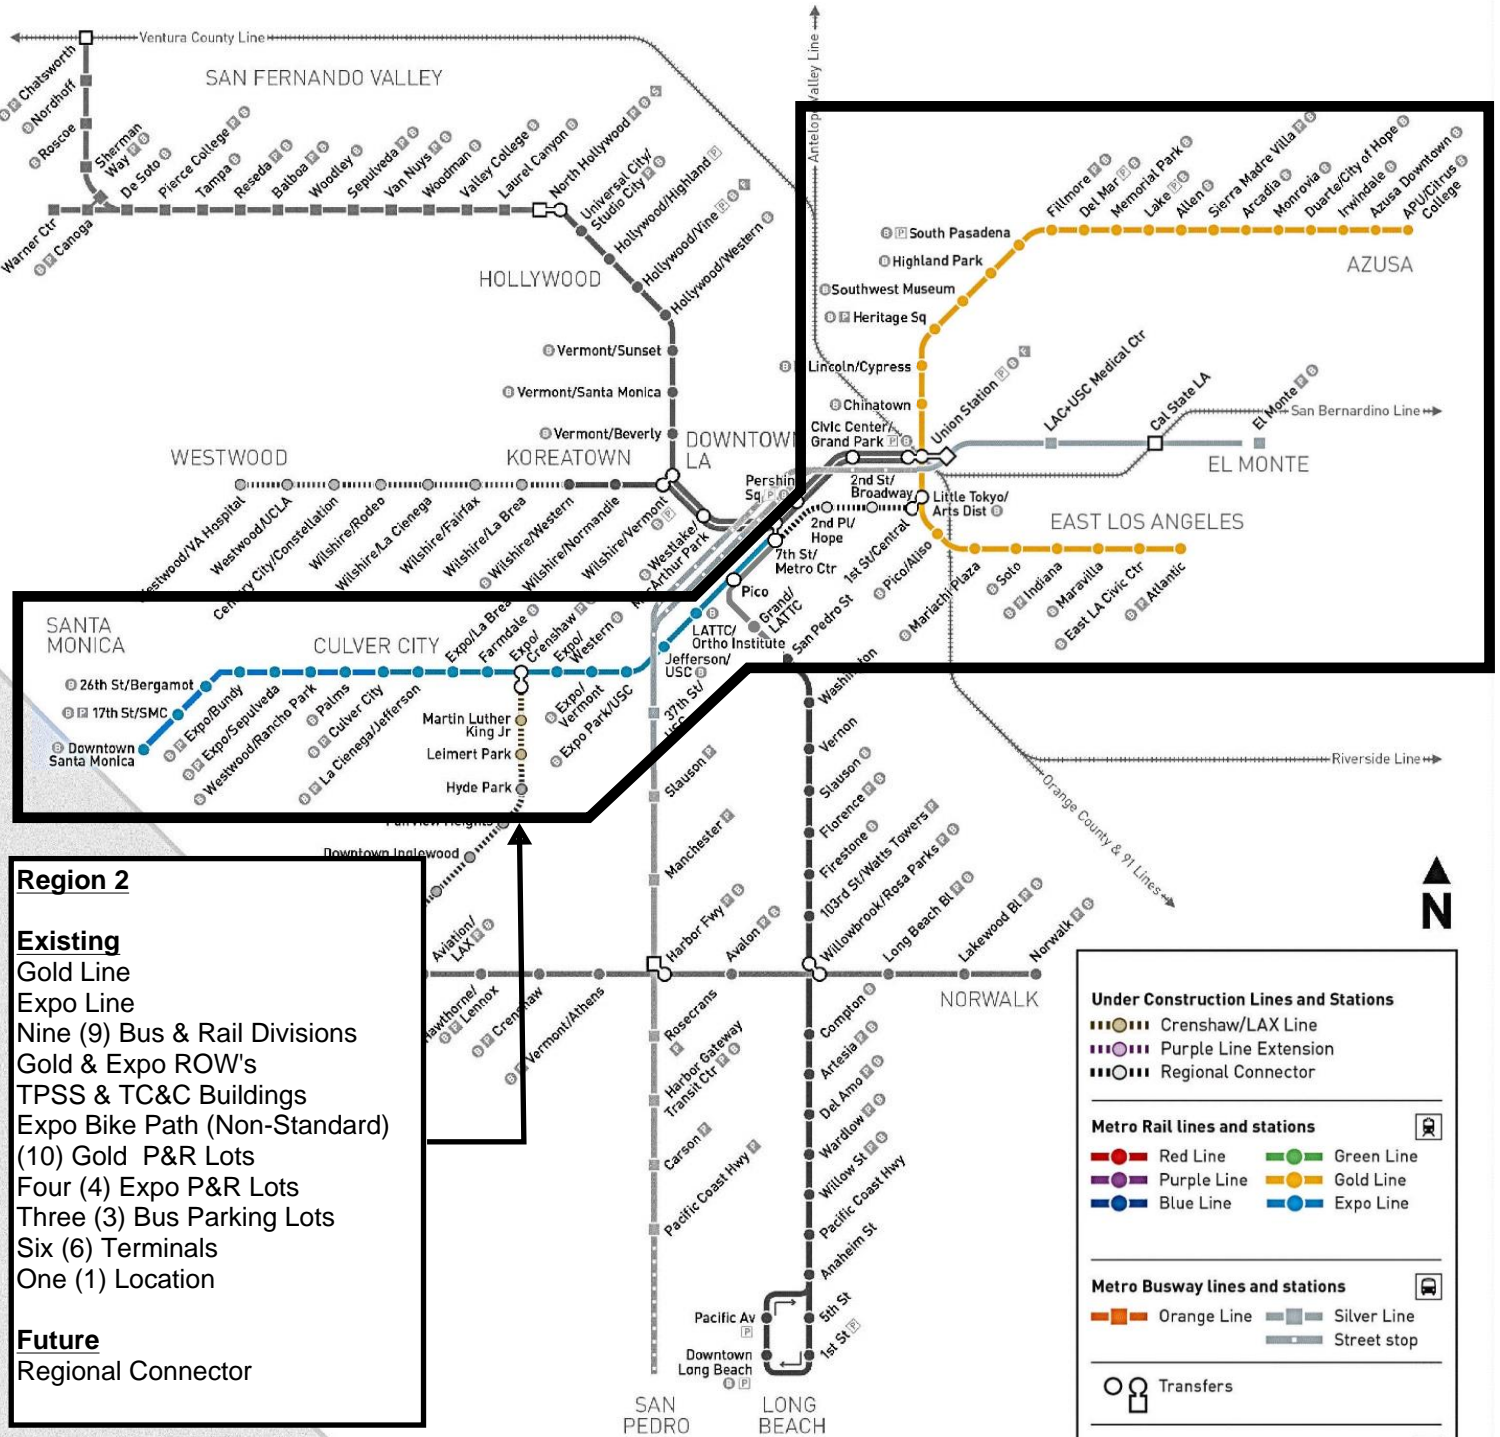 Ventura County Line
Antelope Valley Line
SAN FERNANDO VALLEY
B P Chatsworth
B Nordhoff
B Roscoe
Sherman
Way P B
De Soto B
Pierce College P B
Tampa B
Reseda P B
Balboa P B
Woodley B
Sepulveda P B
Van Nuys P B
Woodman B
Valley College B
Laurel Canyon B
North Hollywood P B
Universal City/
Studio City P B
Hollywood/Highland P
Hollywood/Vine P B
Hollywood/Western B
Warner Ctr
B P Canoga
HOLLYWOOD
B Vermont/Sunset
B Vermont/Santa Monica
B Vermont/Beverly
WESTWOOD
KOREATOWN
DOWNTOWN
LA
Westwood/VA Hospital
Westwood/UCLA
Century City/Constellation
Wilshire/Rodeo
Wilshire/La Cienega
Wilshire/Fairfax
Wilshire/La Brea
B Wilshire/Western
Wilshire/Normandie
Wilshire/Vermont
B P
B Westlake/
MacArthur Park
Pershing
Sq P B
Civic Center/
Grand Park P B
B P South Pasadena
B Highland Park
B Southwest Museum
B P Heritage Sq
B Lincoln/Cypress
B Chinatown
Fillmore P B
Del Mar P B
Memorial Park B
Lake P B
Allen B
Sierra Madre Villa P B
Arcadia B
Monrovia B
Duarte/City of Hope B
Irwindale B
Azusa Downtown B
APU/Citrus B
College
AZUSA
Union Station P B
LAC+USC Medical Ctr
Cal State LA
El Monte P B
San Bernardino Line
EL MONTE
2nd St/
Broadway
Little Tokyo/
Arts Dist B
2nd Pl/
Hope
1st St/Central
7th St/
Metro Ctr
EAST LOS ANGELES
B Pico/Aliso
B Mariachi Plaza
B Soto
B P Indiana
B Maravilla
B East LA Civic Ctr
B P Atlantic
Pico
Grand/
LATTC
San Pedro St
B
LATTC/
Ortho Institute
Jefferson/
USC B
SANTA
MONICA
CULVER CITY
Expo/La Brea
Farmdale B
Expo/
Crenshaw P
Expo/
Western B
B 26th St/Bergamot
B P 17th St/SMC
B Downtown
Santa Monica
B P Expo/Bundy
B P Expo/Sepulveda
B Westwood/Rancho Park
B Palms
B P Culver City
B P La Cienega/Jefferson
Martin Luther
King Jr
Leimert Park
Hyde Park
Fairview Heights
Downtown Inglewood
B Expo/
Vermont
B Expo Park/USC
37th St/
USC
Slauson P
Manchester P
Harbor Fwy P B
Washington
Vernon
Slauson B
Florence P B
Firestone B
103rd St/Watts Towers P
Willowbrook/Rosa Parks P B
Riverside Line
Orange County & 91 Lines
Region 2
Existing
Gold Line
Expo Line
Nine (9) Bus & Rail Divisions
Gold & Expo ROW's
TPSS & TC&C Buildings
Expo Bike Path (Non-Standard)
(10) Gold P&R Lots
Four (4) Expo P&R Lots
Three (3) Bus Parking Lots
Six (6) Terminals
One (1) Location
Future
Regional Connector
Aviation/
LAX P B
Hawthorne/
B P Lennox
B P Crenshaw
B P Vermont/Athens
Avalon P B
Long Beach Bl P B
Lakewood Bl P B
Norwalk P B
NORWALK
Rosecrans
P
Harbor Gateway
Transit Ctr P B
Carson P
Pacific Coast Hwy P
Compton B
Artesia P B
Del Amo P B
Wardlow P B
Willow St P B
Pacific Coast Hwy
Anaheim St
5th St
1st St P
Pacific Av
P
Downtown
Long Beach
B P
SAN
PEDRO
LONG
BEACH
N
Under Construction Lines and Stations
Crenshaw/LAX Line
Purple Line Extension
Regional Connector
Metro Rail lines and stations
Red Line
Green Line
Purple Line
Gold Line
Blue Line
Expo Line
Metro Busway lines and stations
Orange Line
Silver Line
Street stop
Transfers